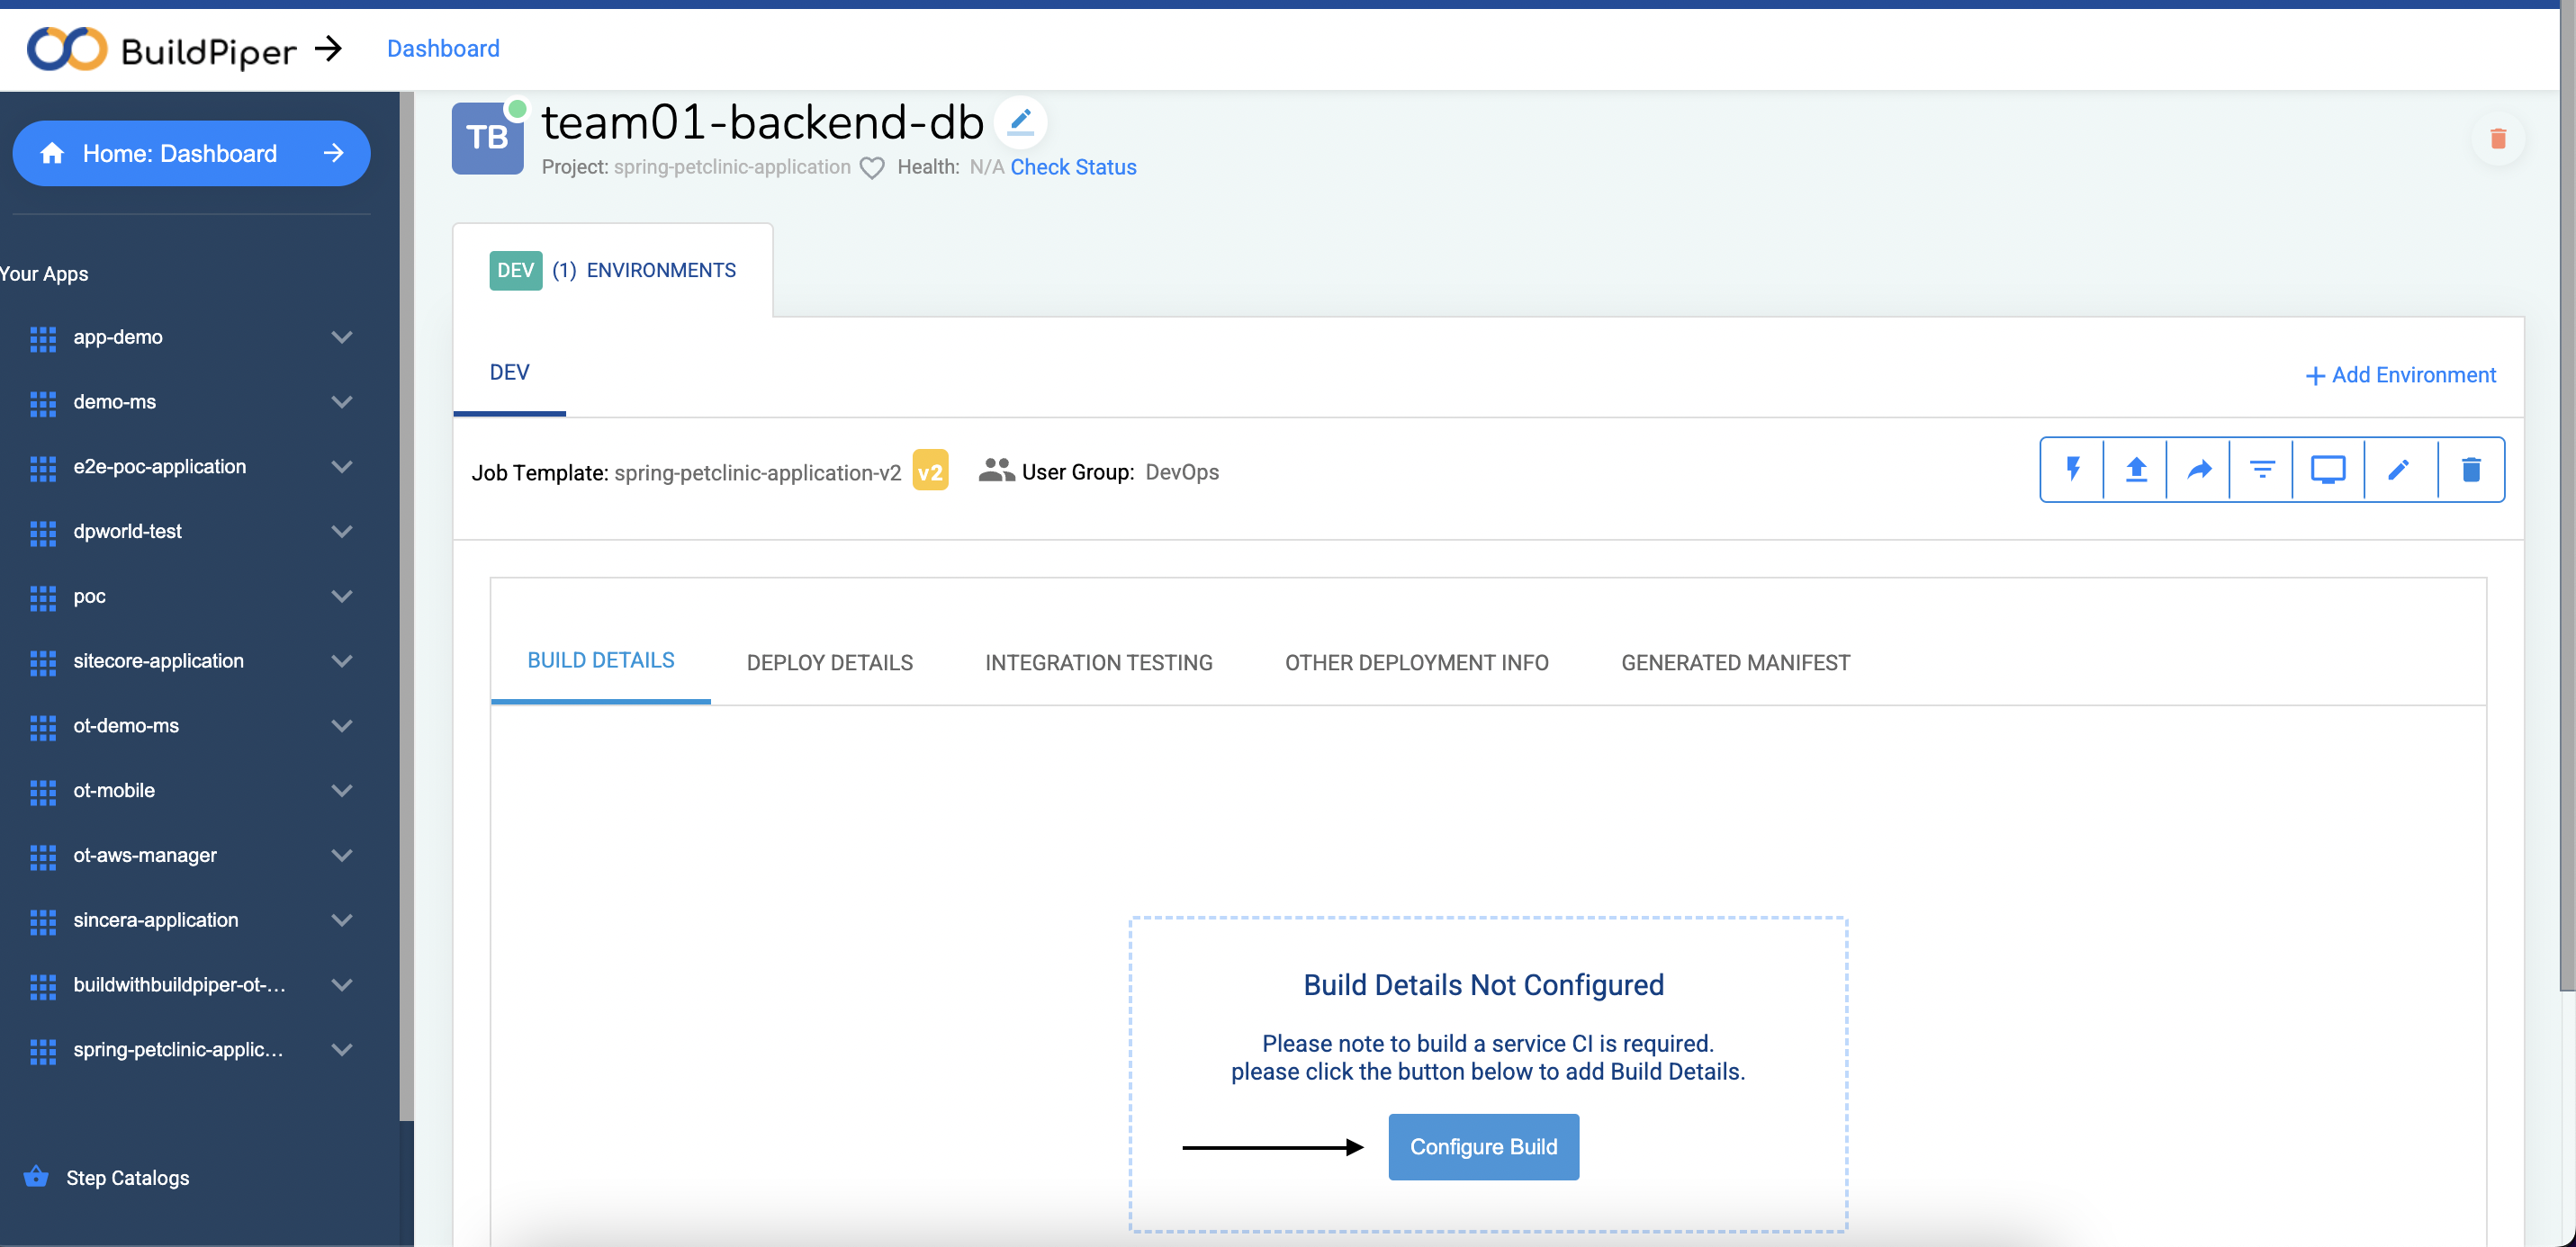 BuildPiper
Dashboard
Home: Dashboard
Your Apps
app-demo
demo-ms
e2e-poc-application
dpworld-test
poc
sitecore-application
ot-demo-ms
ot-mobile
ot-aws-manager
sincera-application
buildwithbuildpiper-ot-...
spring-petclinic-applic...
Step Catalogs
TB
team01-backend-db
Project: spring-petclinic-application Health: N/A Check Status
DEV (1) ENVIRONMENTS
DEV
+ Add Environment
Job Template: spring-petclinic-application-v2 v2 User Group: DevOps
BUILD DETAILS DEPLOY DETAILS INTEGRATION TESTING OTHER DEPLOYMENT INFO GENERATED MANIFEST
Build Details Not Configured
Please note to build a service CI is required.
please click the button below to add Build Details.
Configure Build